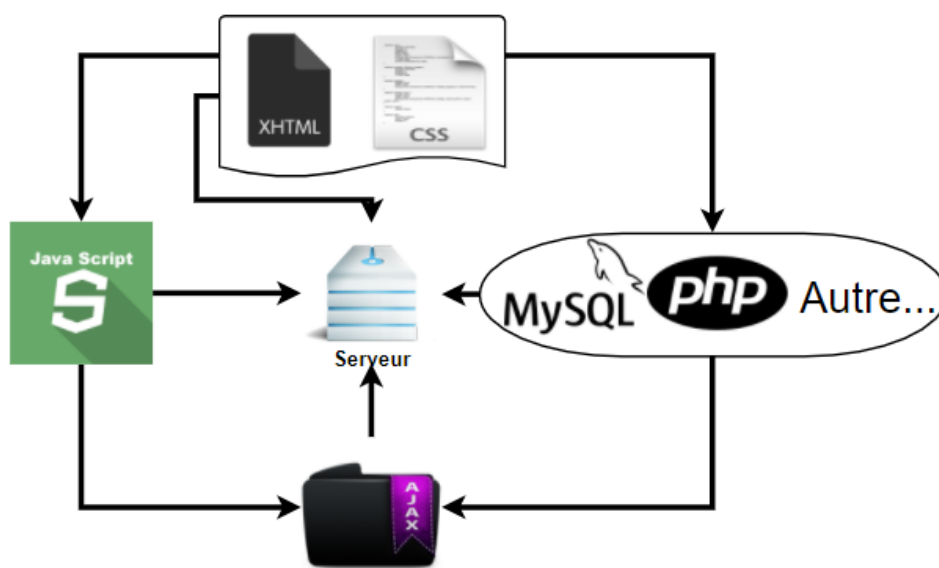 XHTML
CSS
Java Script
MySQL
php
Autre...
Serveur
AJAX